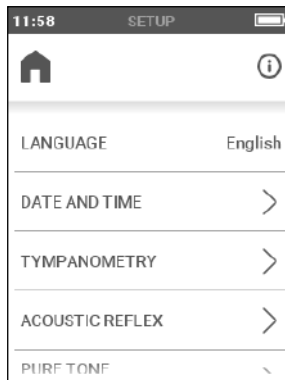 11:58 SETUP
LANGUAGE English
DATE AND TIME
TYMPANOMETRY
ACOUSTIC REFLEX
PURE TONE